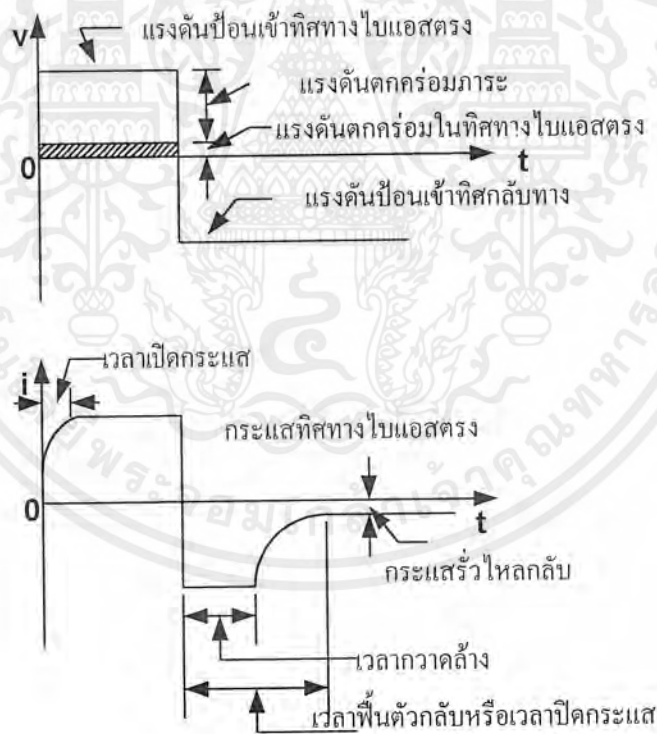 แรงดันป้อนเข้าทิศทางไบแอสตรง
v
แรงดันตกคร่อมภาระ
แรงดันตกคร่อมในทิศทางไบแอสตรง
0
t
แรงดันป้อนเข้าทิศกลับทาง
เวลาเปิดกระแส
i
กระแสทิศทางไบแอสตรง
0
t
กระแสรั่วไหลกลับ
เวลากวาดล้าง
เวลาฟื้นตัวกลับหรือเวลาปิดกระแส